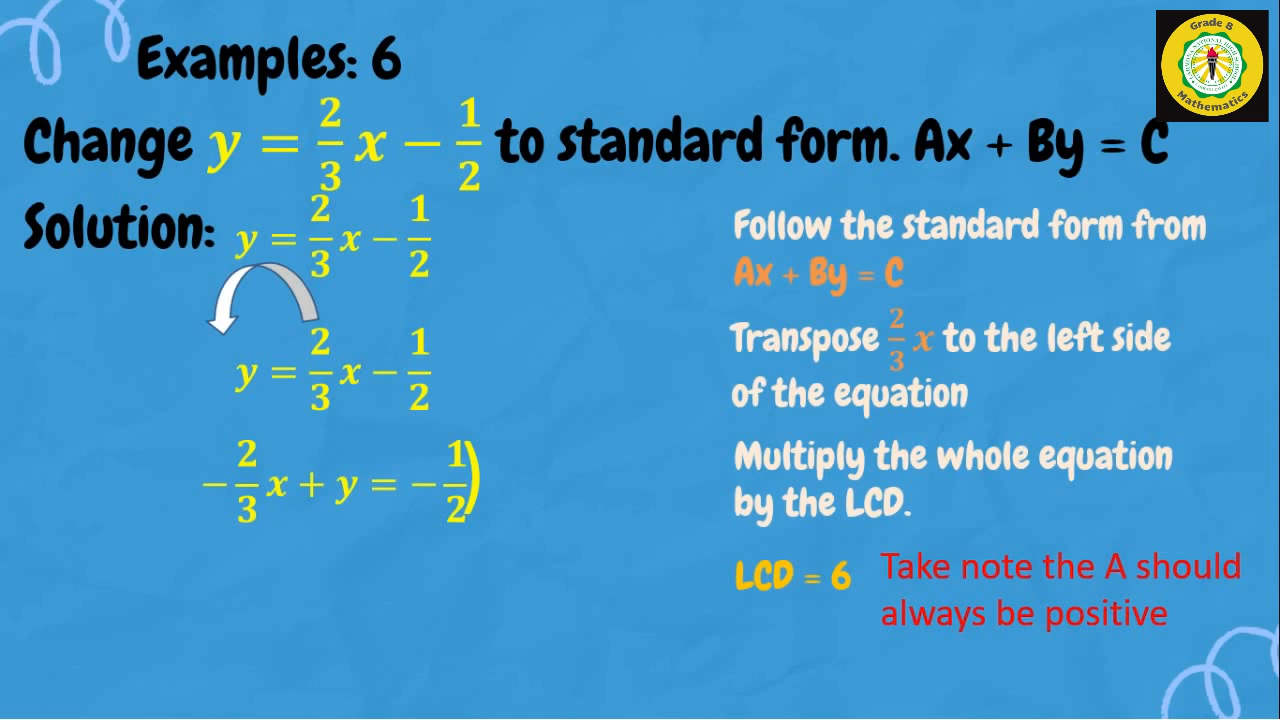 Examples: 6
Grade 8
Mathematics
Change y = 2/3 x − 1/2 to standard form. Ax + By = C
Solution: y = 2/3 x − 1/2
y = 2/3 x − 1/2
− 2/3 x + y = − 1/2)
Follow the standard form from
Ax + By = C
Transpose 2/3 x to the left side
of the equation
Multiply the whole equation
by the LCD.
LCD = 6
Take note the A should
always be positive